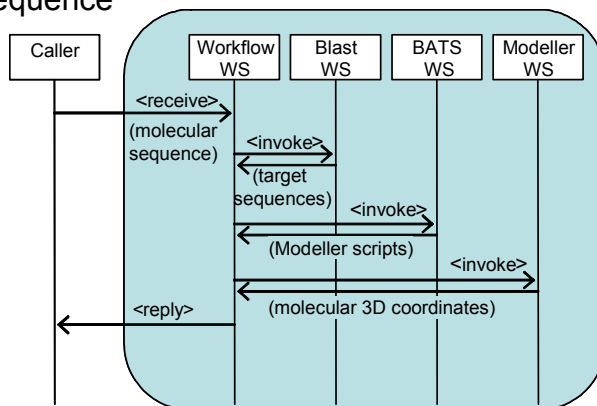 equence
Caller
Workflow
WS
Blast
WS
BATS
WS
Modeller
WS
<receive>
(molecular
sequence)
<invoke>
(target
sequences)
<invoke>
(Modeller scripts)
<invoke>
(molecular 3D coordinates)
<reply>